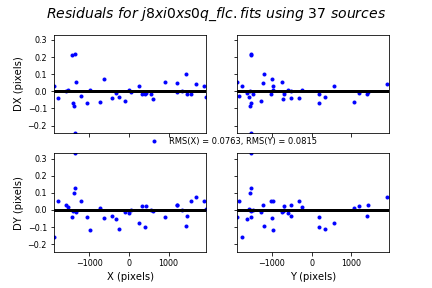 Residuals for j8xi0xs0q_flc.fits using 37 sources
DX (pixels)
0.3
0.2
0.1
0.0
−0.1
−0.2
RMS(X) = 0.0763, RMS(Y) = 0.0815
DY (pixels)
0.3
0.2
0.1
0.0
−0.1
−0.2
−1000 0 1000
−1000 0 1000
X (pixels)
Y (pixels)